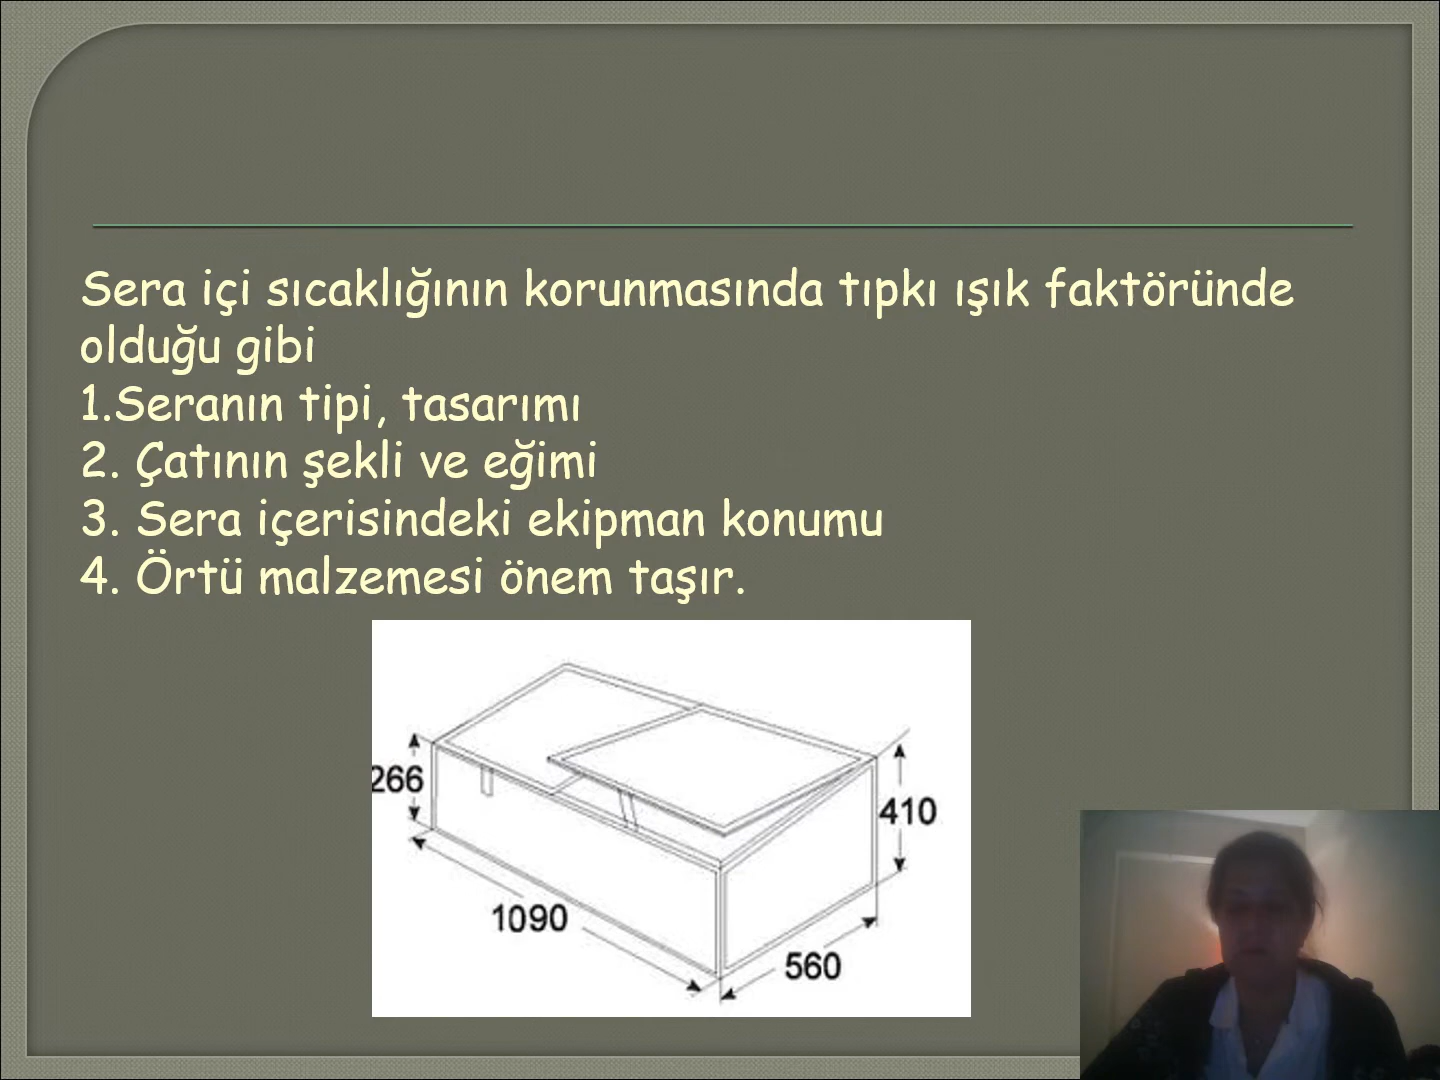 Sera içi sıcaklığının korunmasında tıpkı ışık faktöründe
olduğu gibi
1.Seranın tipi, tasarımı
2. Çatının şekli ve eğimi
3. Sera içerisindeki ekipman konumu
4. Örtü malzemesi önem taşır.
266
410
1090
560